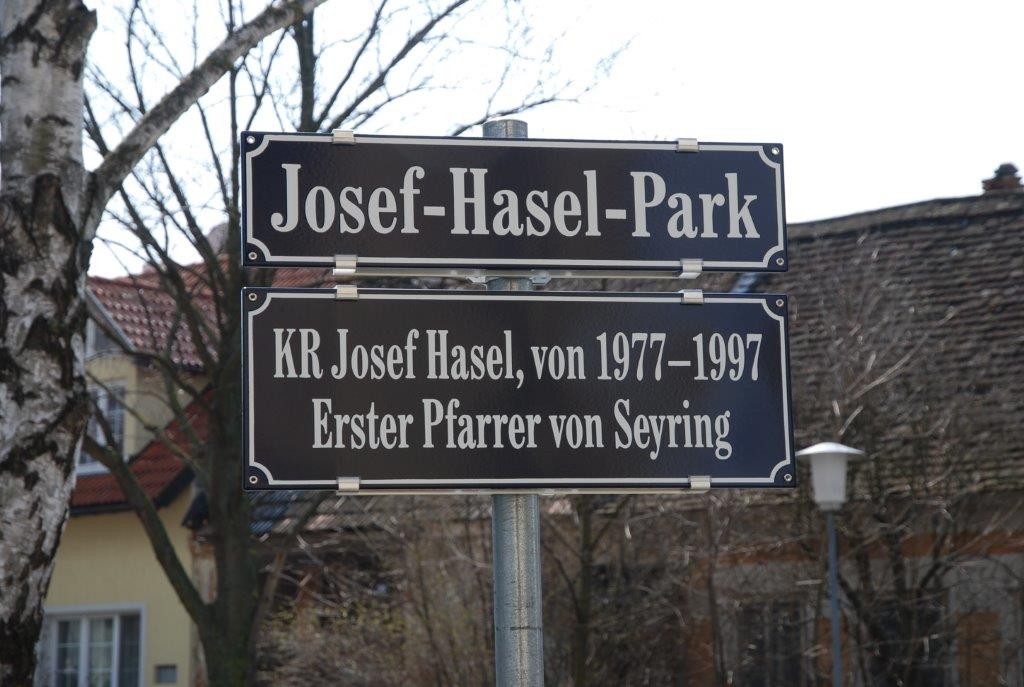 Josef-Hasel-Park
KR Josef Hasel, von 1977–1997
Erster Pfarrer von Seyring